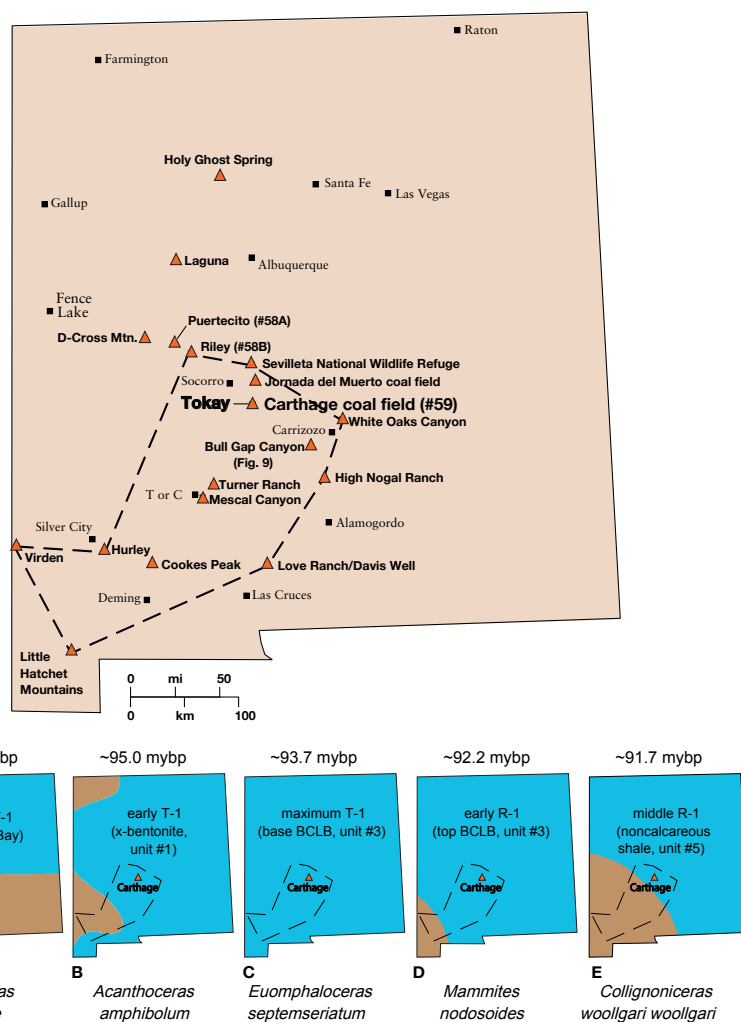 Raton
Farmington
Holy Ghost Spring
Santa Fe
Las Vegas
Gallup
Laguna
Albuquerque
Fence
Lake
Puertecito (#58A)
D-Cross Mtn.
Riley (#58B)
Sevilleta National Wildlife Refuge
Socorro
Jornada del Muerto coal field
Tokay
Carthage coal field (#59)
White Oaks Canyon
Carrizozo
Bull Gap Canyon
(Fig. 9)
High Nogal Ranch
Turner Ranch
T or C
Mescal Canyon
Alamogordo
Silver City
Hurley
Virden
Cookes Peak
Love Ranch/Davis Well
Deming
Las Cruces
Little
Hatchet
Mountains
0 mi 50
0 km 100
bp
~95.0 mybp
~93.7 mybp
~92.2 mybp
~91.7 mybp
-1
Bay)
early T-1
(x-bentonite,
unit #1)
Carthage
maximum T-1
(base BCLB, unit #3)
Carthage
early R-1
(top BCLB, unit #3)
Carthage
middle R-1
(noncalcareous
shale, unit #5)
Carthage
B
C
D
E
as
e
Acanthoceras
amphibolum
Euomphaloceras
septemseriatum
Mammites
nodosoides
Collignoniceras
woollgari woollgari